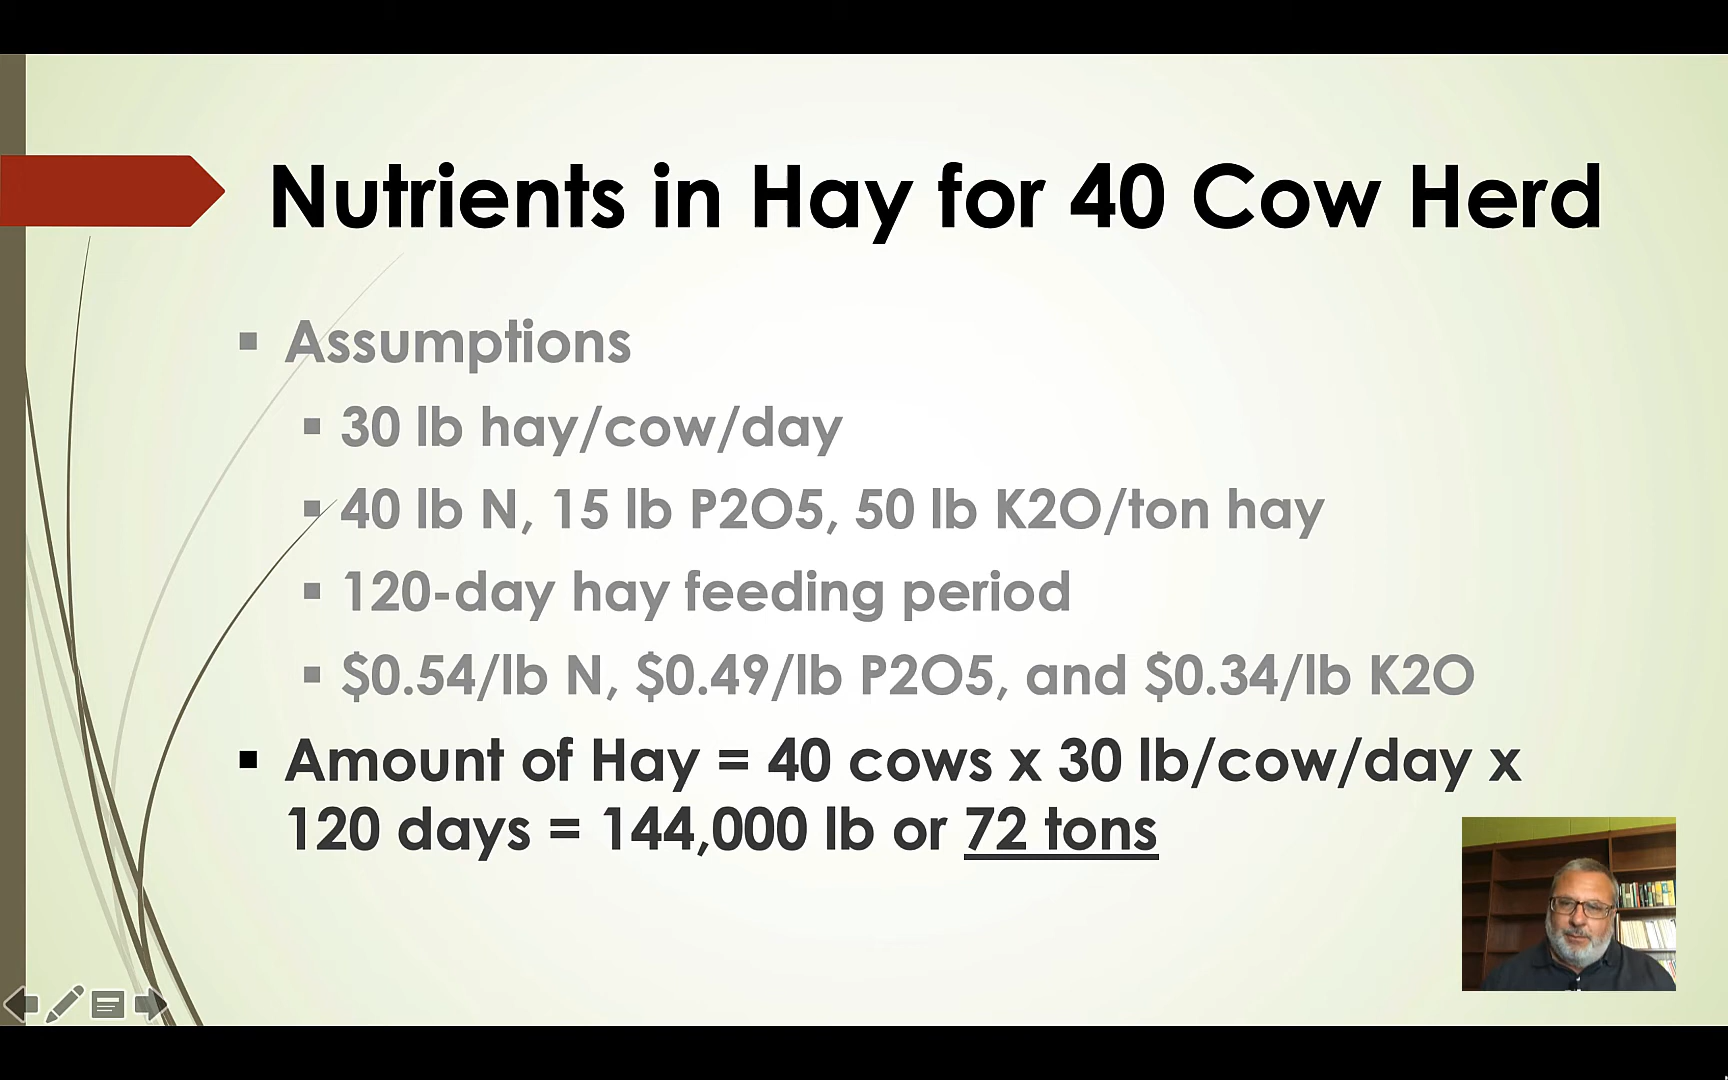 Nutrients in Hay for 40 Cow Herd
Assumptions
30 lb hay/cow/day
40 lb N, 15 lb P2O5, 50 lb K2O/ton hay
120-day hay feeding period
$0.54/lb N, $0.49/lb P2O5, and $0.34/lb K2O
Amount of Hay = 40 cows x 30 lb/cow/day x
120 days = 144,000 lb or 72 tons